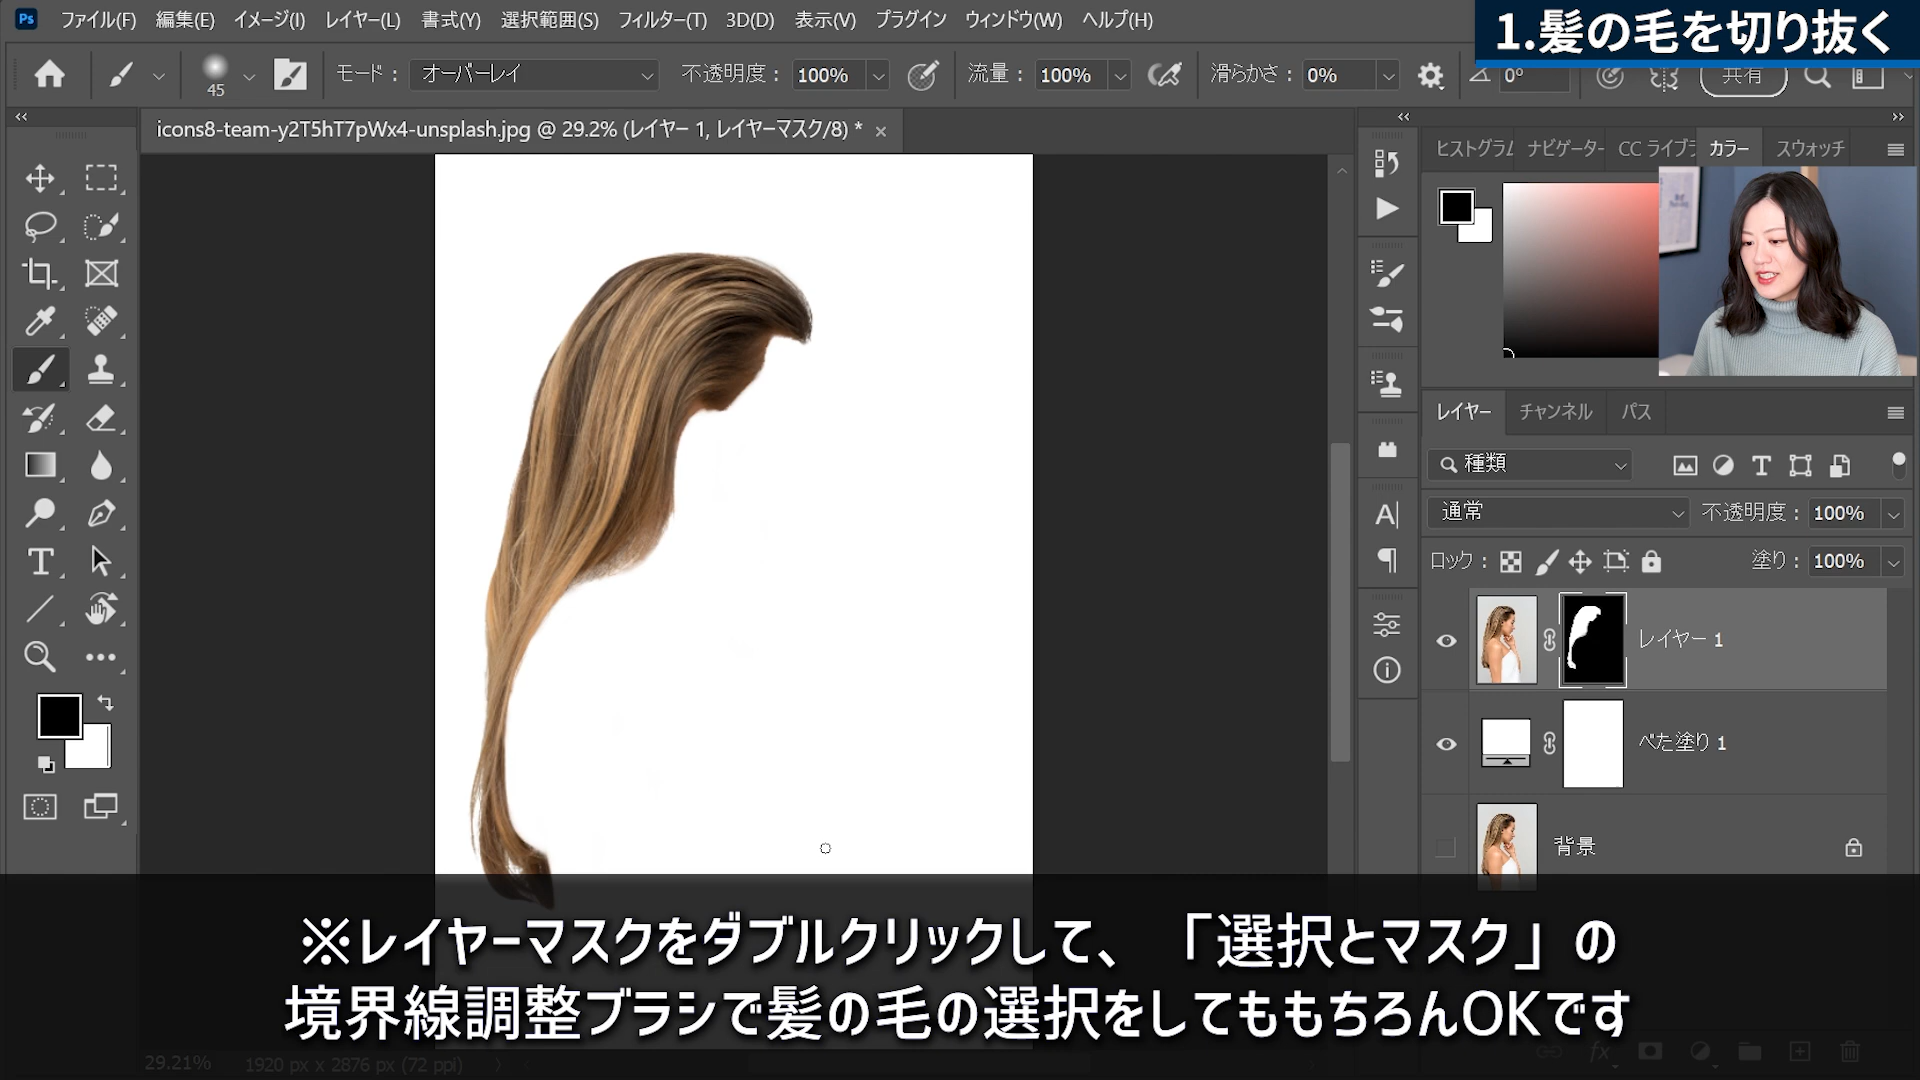 Ps ファイル(F) 編集(E) イメージ(I) レイヤー(L) 書式(Y) 選択範囲(S) フィルター(T) 3D(D) 表示(V) プラグイン ウィンドウ(W) ヘルプ(H)
1.髪の毛を切り抜く
45 モード： オーバーレイ 不透明度： 100% 流量： 100% 滑らかさ： 0% 0° 共有
icons8-team-y2T5hT7pWx4-unsplash.jpg @ 29.2% (レイヤー 1, レイヤーマスク/8) * ×
ヒストグラム ナビゲーター CC ライブラ カラー スウォッチ
レイヤー チャンネル パス
種類
通常 不透明度： 100%
ロック： 塗り： 100%
レイヤー 1
べた塗り 1
背景
※レイヤーマスクをダブルクリックして、「選択とマスク」の
境界線調整ブラシで髪の毛の選択をしてももちろんOKです
29.21% 1920 px x 2876 px (72 ppi)
fx